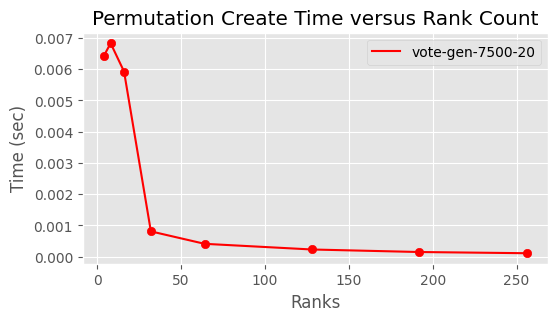 Permutation Create Time versus Rank Count
vote-gen-7500-20
Time (sec)
0.007
0.006
0.005
0.004
0.003
0.002
0.001
0.000
0 50 100 150 200 250
Ranks